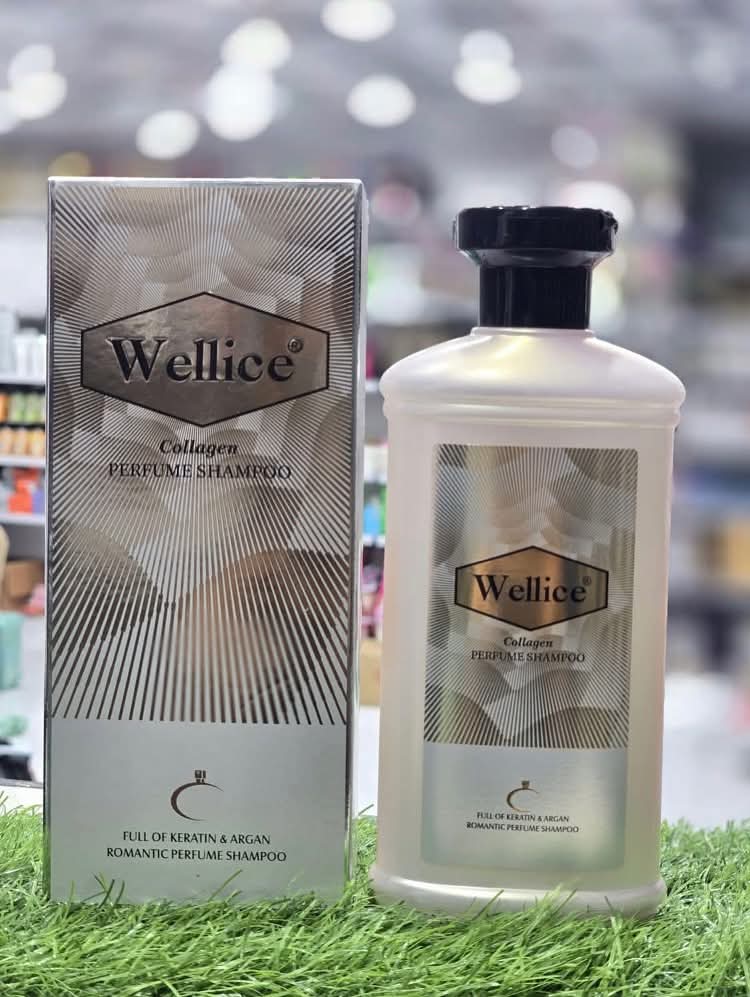 Wellice®
Collagen
PERFUME SHAMPOO
FULL OF KERATIN & ARGAN
ROMANTIC PERFUME SHAMPOO
Wellice®
Collagen
PERFUME SHAMPOO
FULL OF KERATIN & ARGAN
ROMANTIC PERFUME SHAMPOO